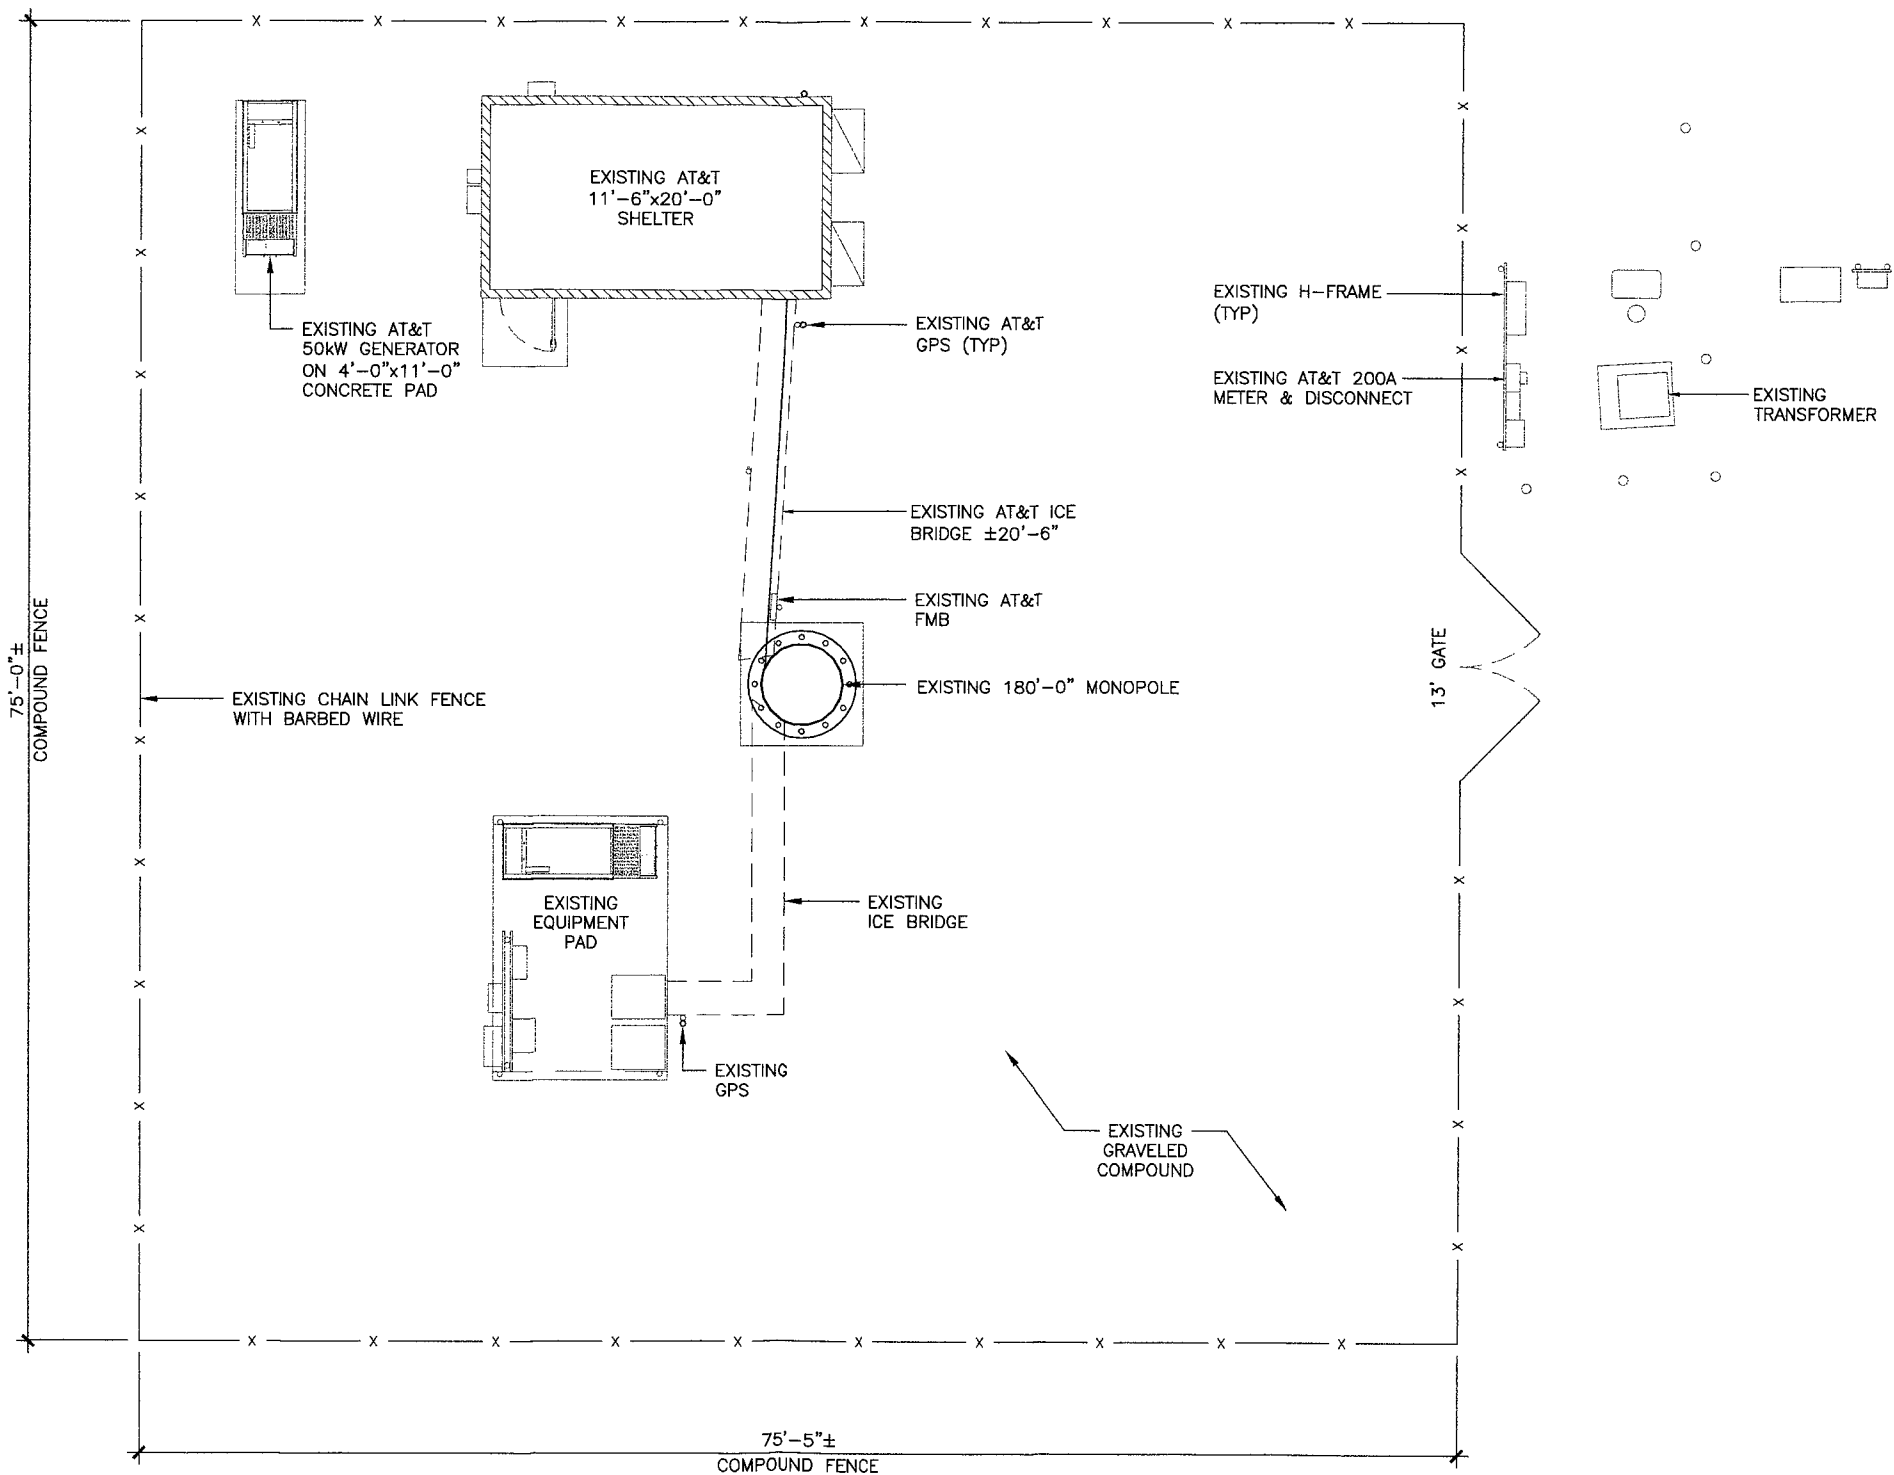 EXISTING AT&T
11'-6"x20'-0"
SHELTER
EXISTING AT&T
50kW GENERATOR
ON 4'-0"x11'-0"
CONCRETE PAD
EXISTING AT&T
GPS (TYP)
EXISTING H-FRAME
(TYP)
EXISTING AT&T 200A
METER & DISCONNECT
EXISTING
TRANSFORMER
EXISTING AT&T ICE
BRIDGE ±20'-6"
EXISTING AT&T
FMB
75'-0"±
COMPOUND FENCE
EXISTING CHAIN LINK FENCE
WITH BARBED WIRE
EXISTING 180'-0" MONOPOLE
13' GATE
EXISTING
EQUIPMENT
PAD
EXISTING
ICE BRIDGE
EXISTING
GPS
EXISTING
GRAVELED
COMPOUND
75'-5"±
COMPOUND FENCE